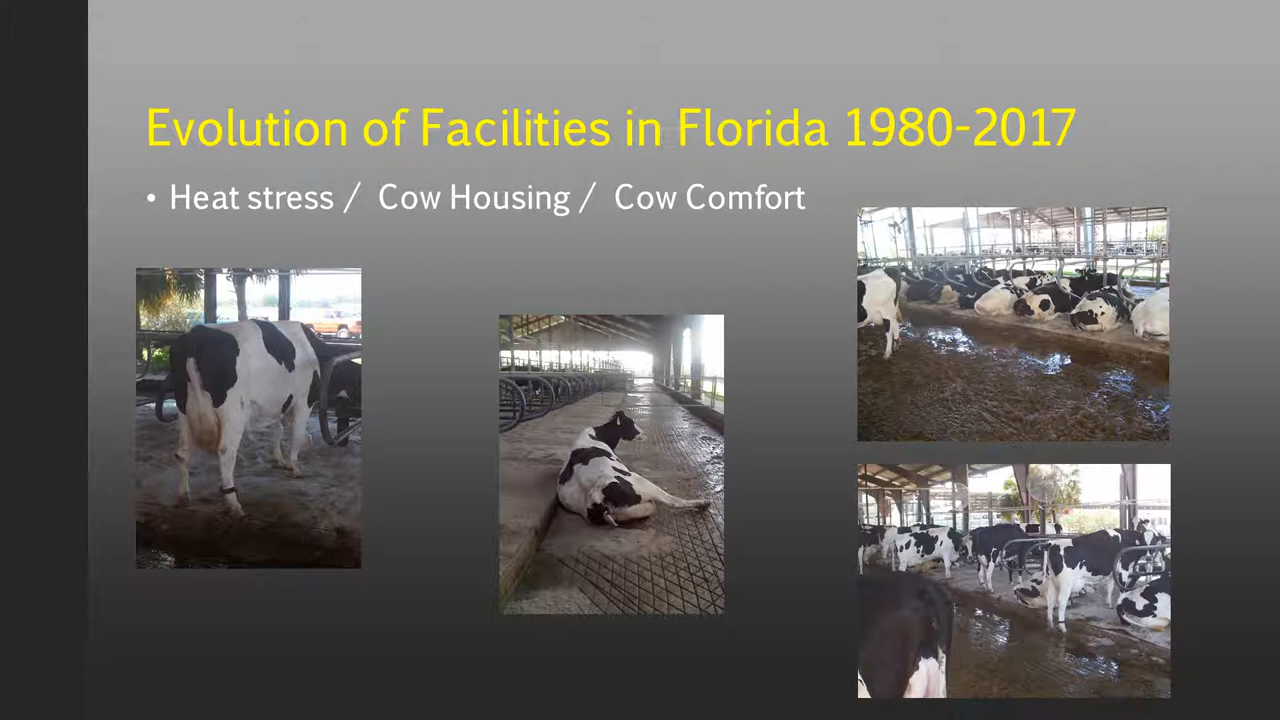 Evolution of Facilities in Florida 1980-2017
• Heat stress / Cow Housing / Cow Comfort